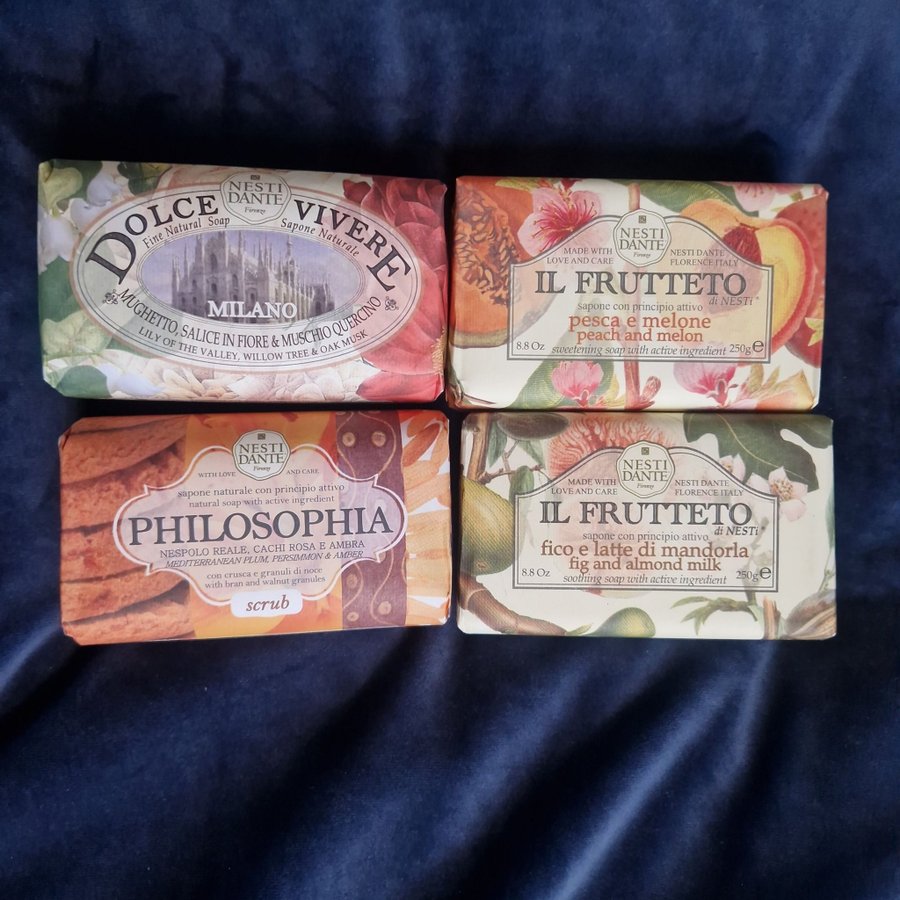 NESTI
DANTE
Firenze
DOLCE VIVERE
Fine Natural Soap Sapone Naturale
MILANO
MUGHETTO, SALICE IN FIORE & MUSCHIO QUERCINO
LILY OF THE VALLEY, WILLOW TREE & OAK MUSK
NESTI
DANTE
Firenze
MADE WITH
LOVE AND CARE
NESTI DANTE
FLORENCE ITALY
IL FRUTTETO
di NESTi®
sapone con principio attivo
pesca e melone
peach and melon
8.8 Oz sweetening soap with active ingredient 250g e
NESTI
DANTE
Firenze
WITH LOVE AND CARE
sapone naturale con principio attivo
natural soap with active ingredient
PHILOSOPHIA
NESPOLO REALE, CACHI ROSA E AMBRA
MEDITERRANEAN PLUM, PERSIMMON & AMBER
con crusca e granuli di noce
with bran and walnut granules
scrub
NESTI
DANTE
Firenze
MADE WITH
LOVE AND CARE
NESTI DANTE
FLORENCE ITALY
IL FRUTTETO
di NESTi®
sapone con principio attivo
fico e latte di mandorla
fig and almond milk
8.8 Oz soothing soap with active ingredient 250g e